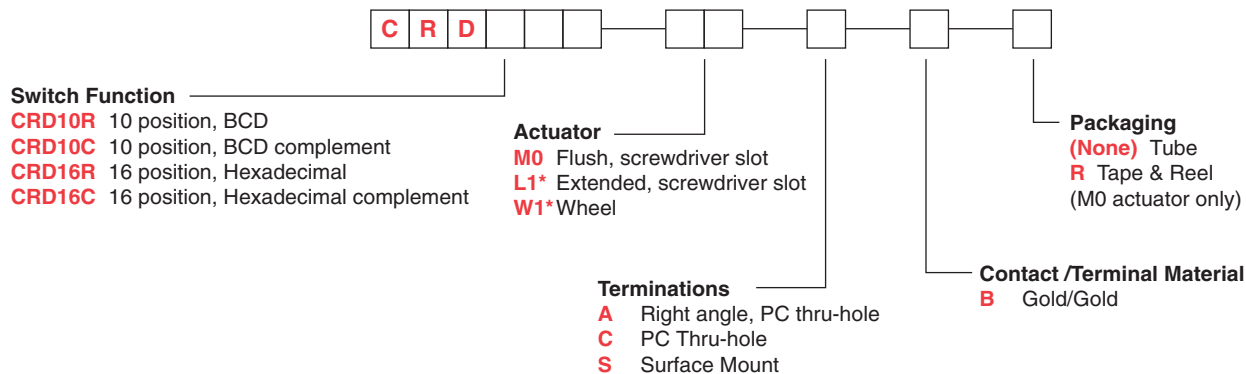 C R D
Switch Function
CRD10R 10 position, BCD
CRD10C 10 position, BCD complement
CRD16R 16 position, Hexadecimal
CRD16C 16 position, Hexadecimal complement
Actuator
M0 Flush, screwdriver slot
L1* Extended, screwdriver slot
W1* Wheel
Terminations
A Right angle, PC thru-hole
C PC Thru-hole
S Surface Mount
Contact /Terminal Material
B Gold/Gold
Packaging
(None) Tube
R Tape & Reel
(M0 actuator only)